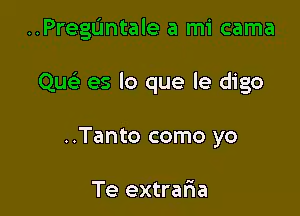 ..Pregúntale a mi cama
Qué es lo que le digo
..Tanto como yo
Te extraña